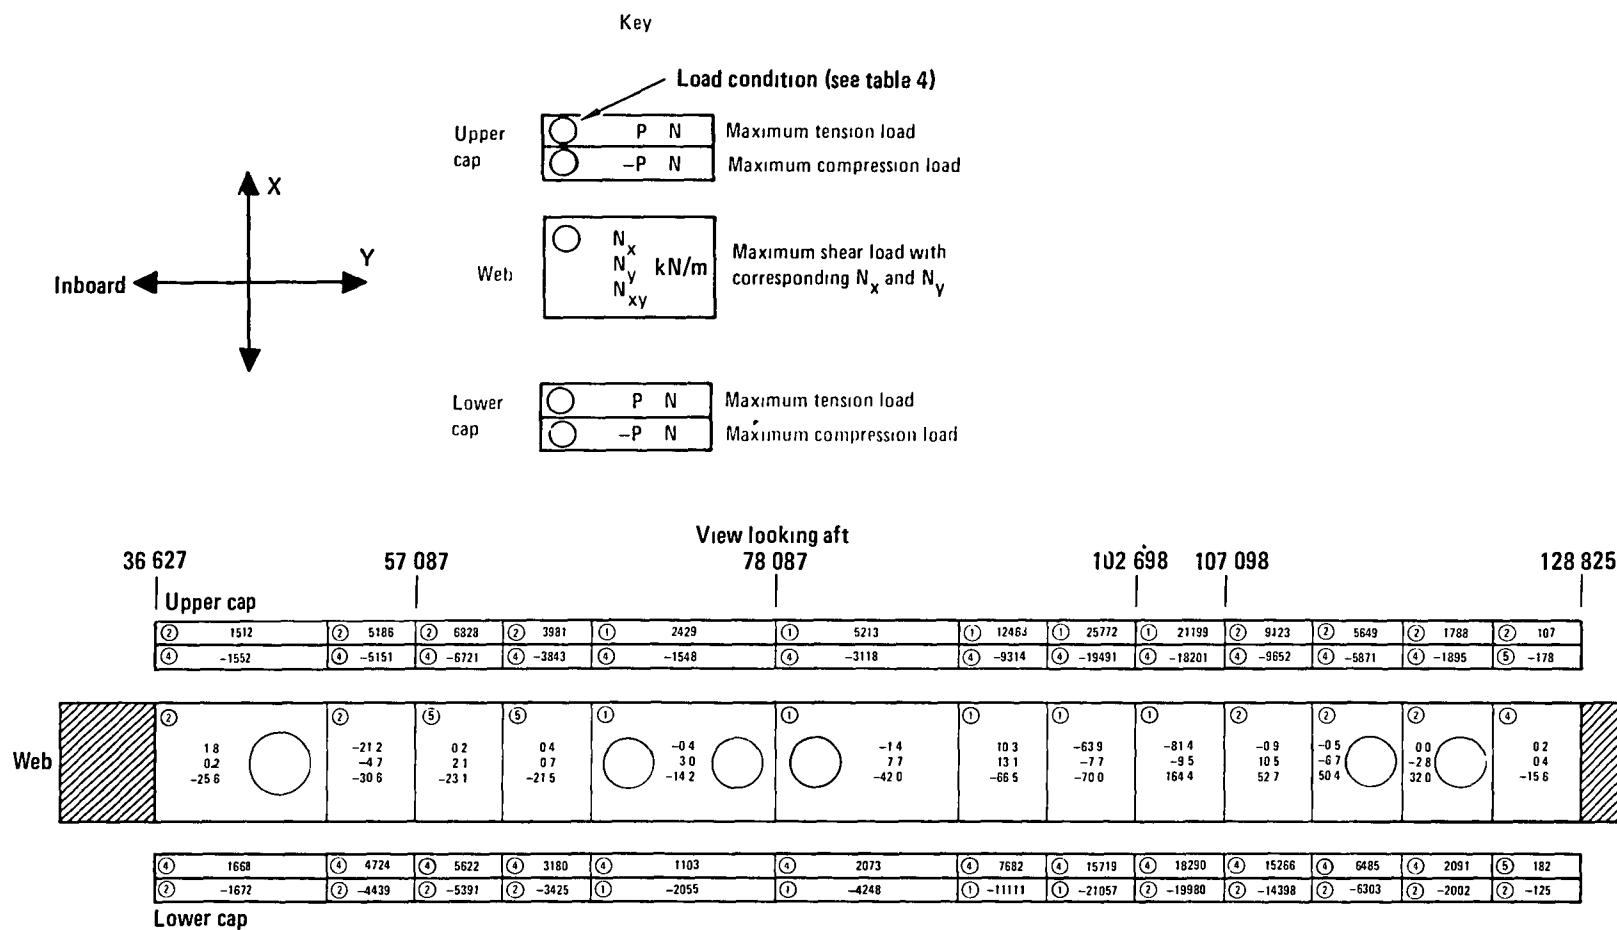 Key
Load condition (see table 4)
Upper cap
P N Maximum tension load
-P N Maximum compression load
X
Y
Inboard
Web
Nx
Ny kN/m
Nxy
Maximum shear load with
corresponding Nx and Ny
Lower cap
P N Maximum tension load
-P N Maximum compression load
View looking aft
36 627 57 087 78 087 102 698 107 098 128 825
Upper cap
② 1512 ② 5186 ② 6828 ② 3981 ① 2429 ① 5213 ① 12463 ① 25772 ① 21199 ② 9123 ② 5649 ② 1788 ② 107
④ -1552 ④ -5151 ④ -6721 ④ -3843 ④ -1548 ④ -3118 ④ -9314 ④ -19491 ④ -18201 ④ -9652 ④ -5871 ④ -1895 ⑤ -178
② ② ⑤ ⑤ ① ① ① ① ① ② ② ② ④
1 8 -21 2 0 2 0 4 -0 4 -1 4 10 3 -63 9 -81 4 -0 9 -0 5 0 0 0 2
Web 0.2 -4 7 2 1 0 7 3 0 7 7 13 1 -7 7 -9 5 10 5 -6 7 -2 8 0 4
-25 6 -30 6 -23 1 -21 5 -14 2 -42 0 -66 5 -70 0 164 4 52 7 50 4 32 0 -15 6
④ 1668 ④ 4724 ④ 5622 ④ 3180 ④ 1103 ④ 2073 ④ 7682 ④ 15719 ④ 18290 ④ 15266 ④ 6485 ④ 2091 ⑤ 182
② -1672 ② -4439 ② -5391 ② -3425 ① -2055 ① -4248 ① -11111 ① -21057 ② -19980 ② -14398 ② -6303 ② -2002 ② -125
Lower cap